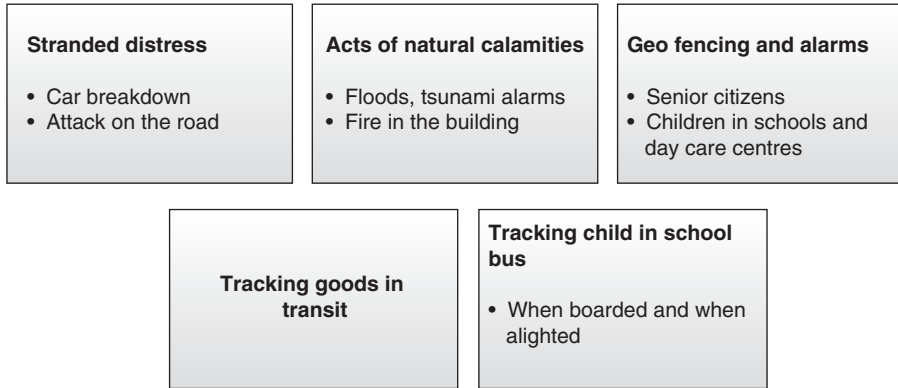 Stranded distress
• Car breakdown
• Attack on the road
Acts of natural calamities
• Floods, tsunami alarms
• Fire in the building
Geo fencing and alarms
• Senior citizens
• Children in schools and
day care centres
Tracking goods in
transit
Tracking child in school
bus
• When boarded and when
alighted